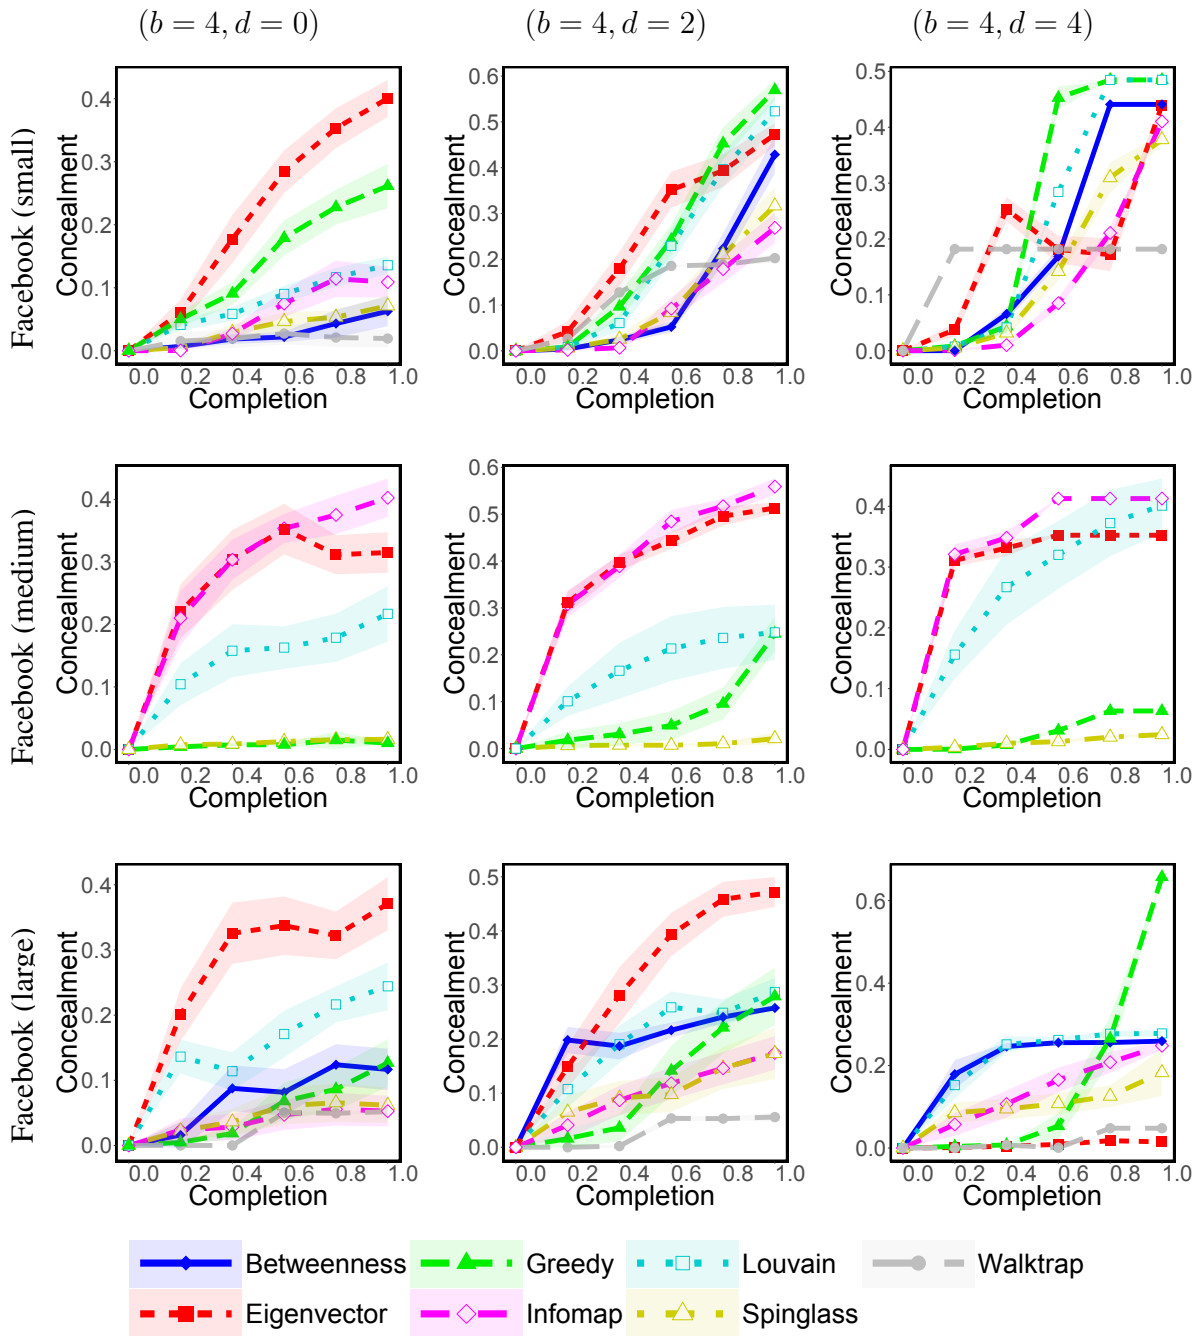 (b = 4, d = 0) (b = 4, d = 2) (b = 4, d = 4)
Facebook (small)
Concealment
0.4
0.3
0.2
0.1
0.0
0.0 0.2 0.4 0.6 0.8 1.0
Completion
Concealment
0.6
0.5
0.4
0.3
0.2
0.1
0.0
0.0 0.2 0.4 0.6 0.8 1.0
Completion
Concealment
0.5
0.4
0.3
0.2
0.1
0.0
0.0 0.2 0.4 0.6 0.8 1.0
Completion
Facebook (medium)
Concealment
0.4
0.3
0.2
0.1
0.0
0.0 0.2 0.4 0.6 0.8 1.0
Completion
Concealment
0.6
0.5
0.4
0.3
0.2
0.1
0.0
0.0 0.2 0.4 0.6 0.8 1.0
Completion
Concealment
0.4
0.3
0.2
0.1
0.0
0.0 0.2 0.4 0.6 0.8 1.0
Completion
Facebook (large)
Concealment
0.4
0.3
0.2
0.1
0.0
0.0 0.2 0.4 0.6 0.8 1.0
Completion
Concealment
0.5
0.4
0.3
0.2
0.1
0.0
0.0 0.2 0.4 0.6 0.8 1.0
Completion
Concealment
0.6
0.4
0.2
0.0
0.0 0.2 0.4 0.6 0.8 1.0
Completion
Betweenness Greedy Louvain Walktrap
Eigenvector Infomap Spinglass